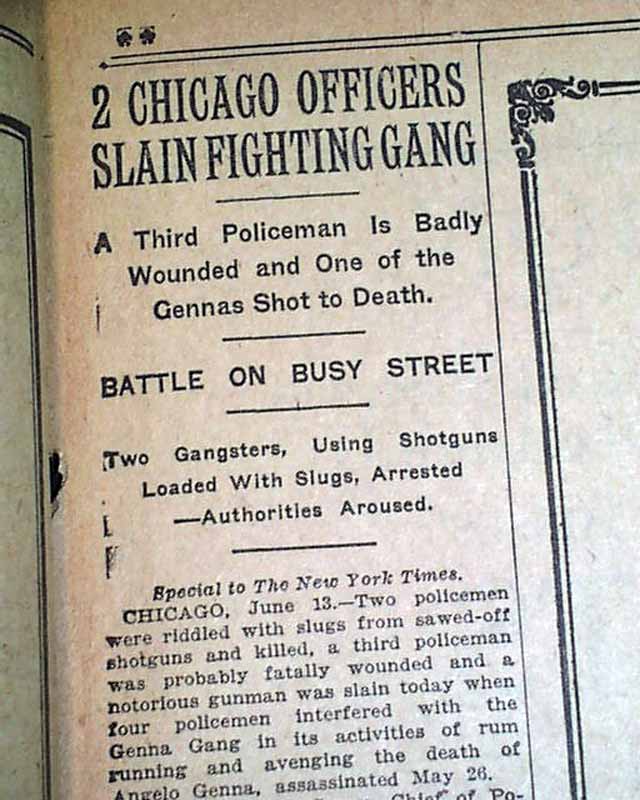 2 CHICAGO OFFICERS
SLAIN FIGHTING GANG
A Third Policeman Is Badly
Wounded and One of the
Gennas Shot to Death.
BATTLE ON BUSY STREET
Two Gangsters, Using Shotguns
Loaded With Slugs, Arrested
—Authorities Aroused.
Special to The New York Times.
CHICAGO, June 13.—Two policemen
were riddled with slugs from sawed-off
shotguns and killed, a third policeman
was probably fatally wounded and a
notorious gunman was slain today when
four policemen interfered with the
Genna Gang in its activities of rum
running and avenging the death of
Angelo Genna, assassinated May 26.
Chief of Po-